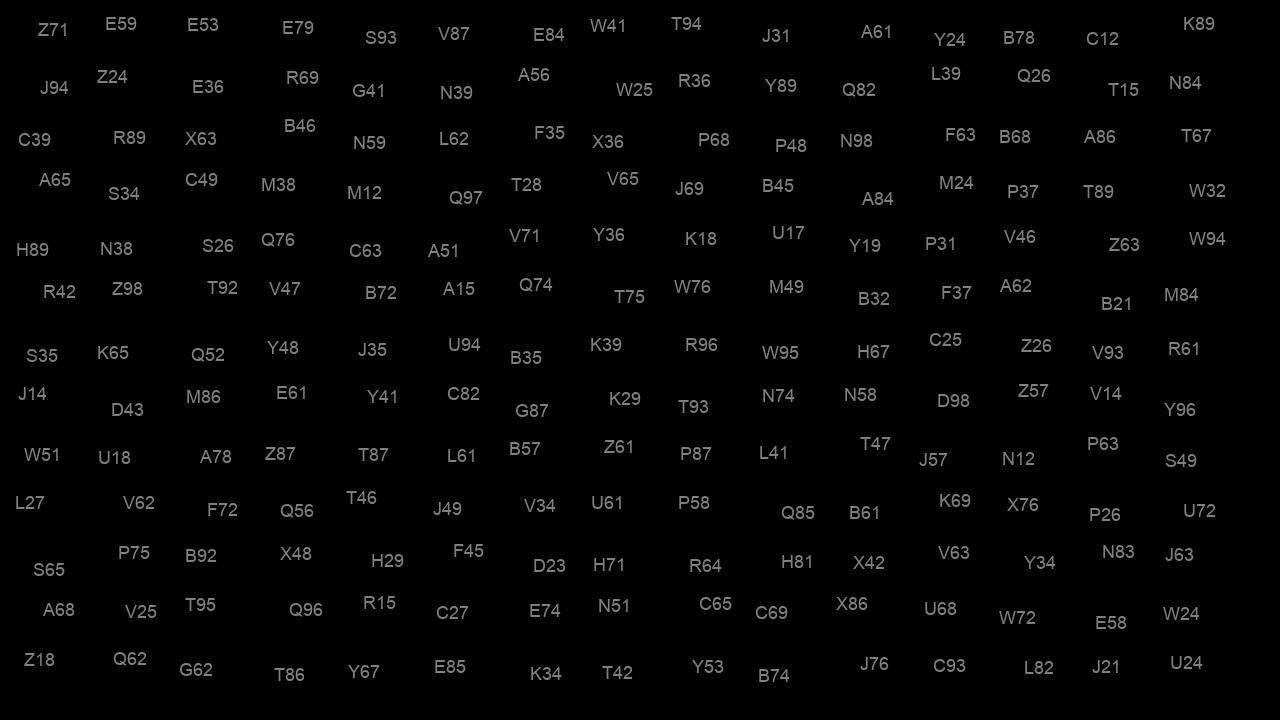 Z71 E59 E53 E79 S93 V87 E84 W41 T94 J31 A61 Y24 B78 C12 K89
J94 Z24 E36 R69 G41 N39 A56 W25 R36 Y89 Q82 L39 Q26 T15 N84
C39 R89 X63 B46 N59 L62 F35 X36 P68 P48 N98 F63 B68 A86 T67
A65 S34 C49 M38 M12 Q97 T28 V65 J69 B45 A84 M24 P37 T89 W32
H89 N38 S26 Q76 C63 A51 V71 Y36 K18 U17 Y19 P31 V46 Z63 W94
R42 Z98 T92 V47 B72 A15 Q74 T75 W76 M49 B32 F37 A62 B21 M84
S35 K65 Q52 Y48 J35 U94 B35 K39 R96 W95 H67 C25 Z26 V93 R61
J14 D43 M86 E61 Y41 C82 G87 K29 T93 N74 N58 D98 Z57 V14 Y96
W51 U18 A78 Z87 T87 L61 B57 Z61 P87 L41 T47 J57 N12 P63 S49
L27 V62 F72 Q56 T46 J49 V34 U61 P58 Q85 B61 K69 X76 P26 U72
S65 P75 B92 X48 H29 F45 D23 H71 R64 H81 X42 V63 Y34 N83 J63
A68 V25 T95 Q96 R15 C27 E74 N51 C65 C69 X86 U68 W72 E58 W24
Z18 Q62 G62 T86 Y67 E85 K34 T42 Y53 B74 J76 C93 L82 J21 U24